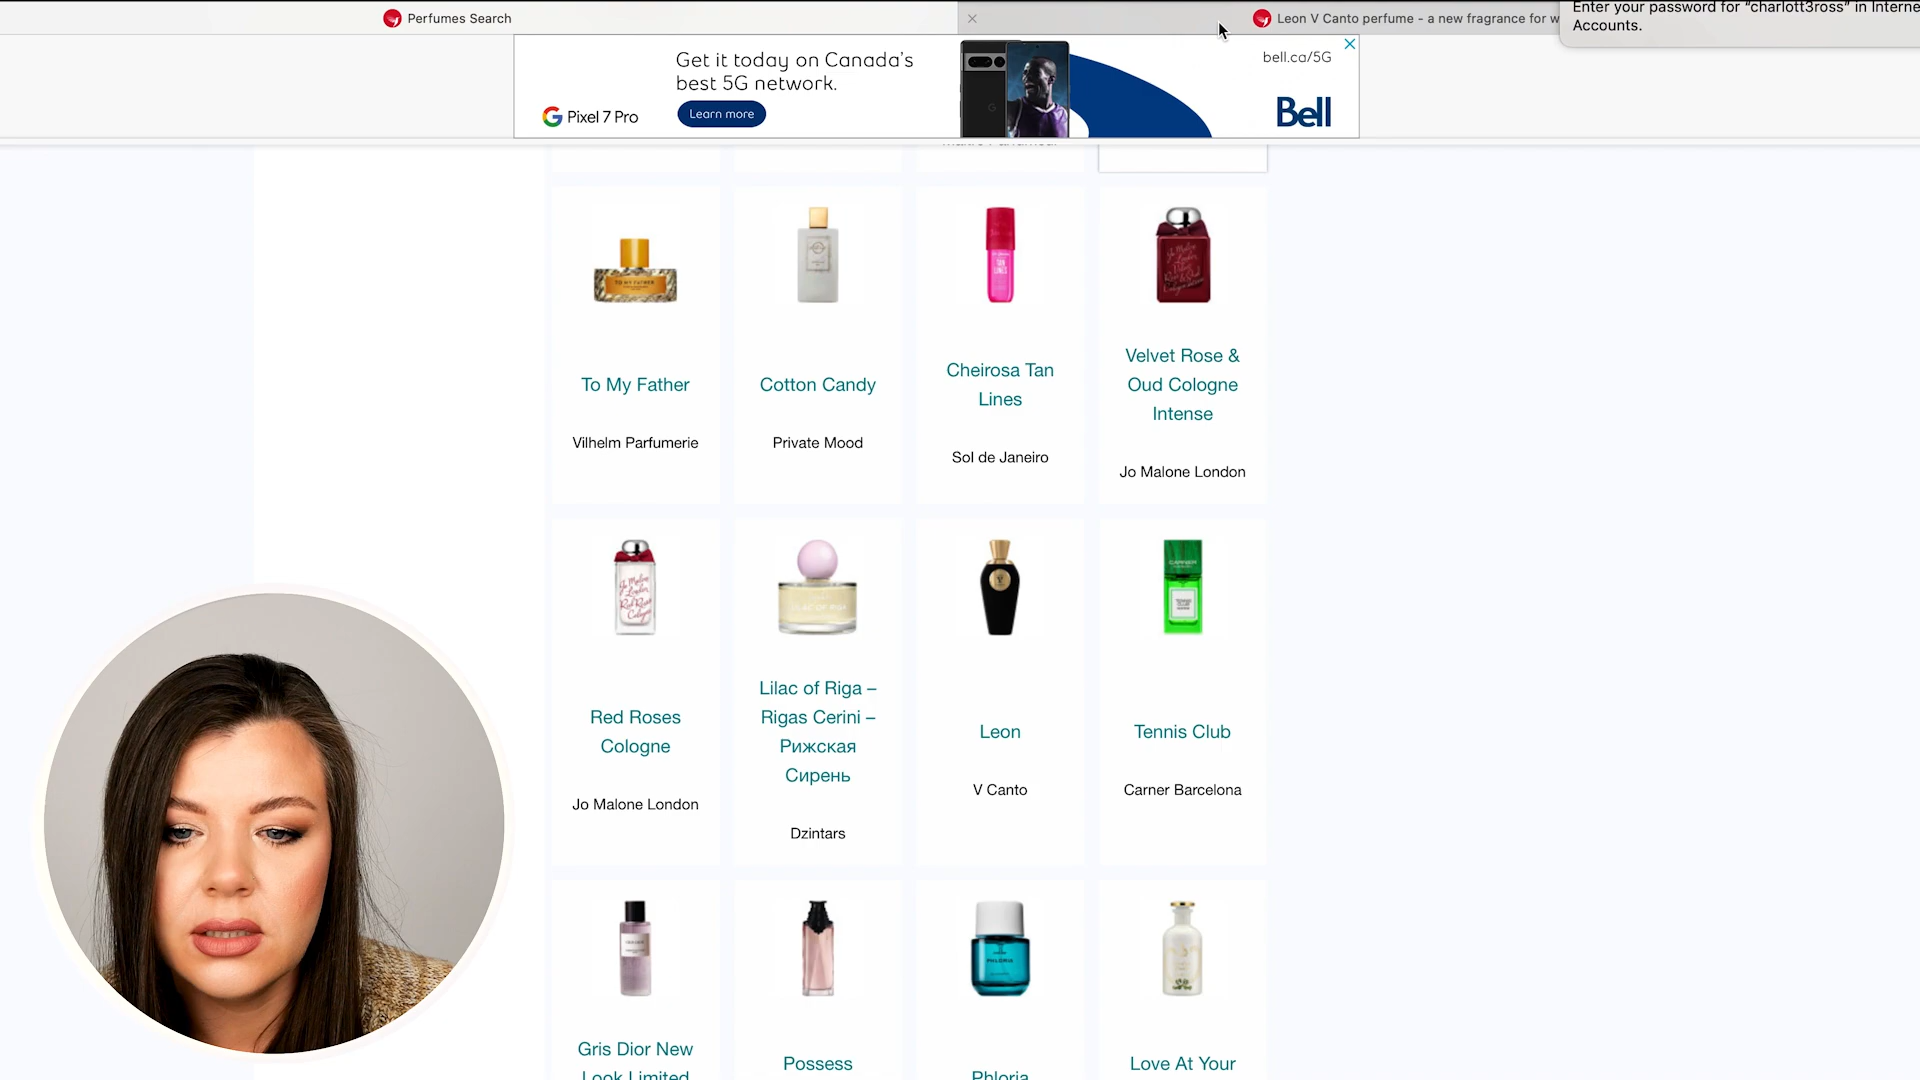 Perfumes Search
Leon V Canto perfume - a new fragrance for w
Enter your password for “charlott3ross” in Interne
Accounts.
Get it today on Canada's
best 5G network.
Learn more
G Pixel 7 Pro
bell.ca/5G
Bell
To My Father
Vilhelm Parfumerie
Cotton Candy
Private Mood
Cheirosa Tan
Lines
Sol de Janeiro
Velvet Rose &
Oud Cologne
Intense
Jo Malone London
Red Roses
Cologne
Jo Malone London
Lilac of Riga –
Rigas Cerini –
Рижская
Сирень
Dzintars
Leon
V Canto
Tennis Club
Carner Barcelona
Gris Dior New
Look Limited
Possess
Phloria
Love At Your